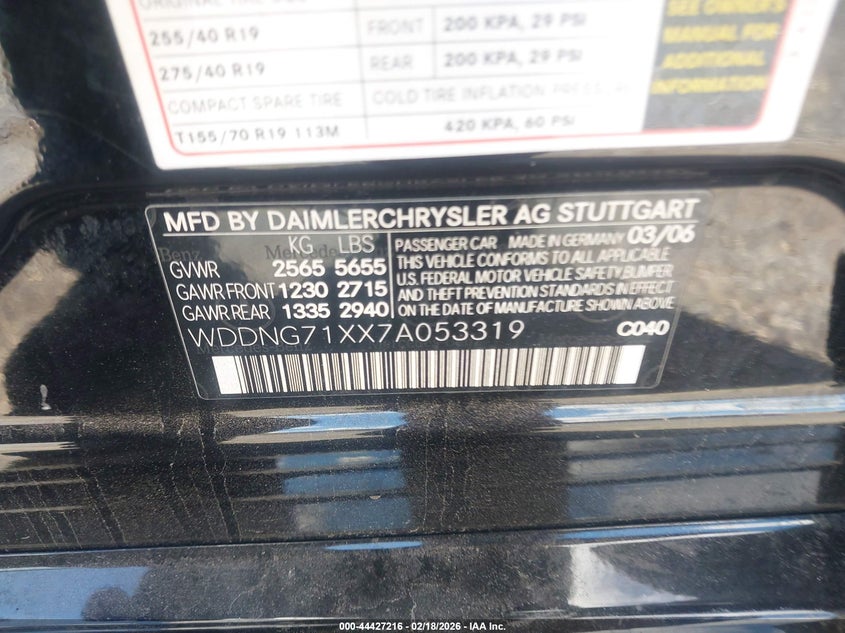 255/40 R19 FRONT 200 KPA, 29 PSI
275/40 R19 REAR 200 KPA, 29 PSI
COMPACT SPARE TIRE COLD TIRE INFLATION PRESSURE
T155/70 R19 113M 420 KPA, 60 PSI
SEE OWNER'S
MANUAL FOR
ADDITIONAL
INFORMATION
MFD BY DAIMLERCHRYSLER AG STUTTGART
KG LBS
GVWR 2565 5655
GAWR FRONT 1230 2715
GAWR REAR 1335 2940
PASSENGER CAR MADE IN GERMANY 03/06
THIS VEHICLE CONFORMS TO ALL APPLICABLE
U.S. FEDERAL MOTOR VEHICLE SAFETY, BUMPER
AND THEFT PREVENTION STANDARDS IN EFFECT
ON THE DATE OF MANUFACTURE SHOWN ABOVE.
WDDNG71XX7A053319 C040
000-44427216 - 02/18/2026 - IAA Inc.